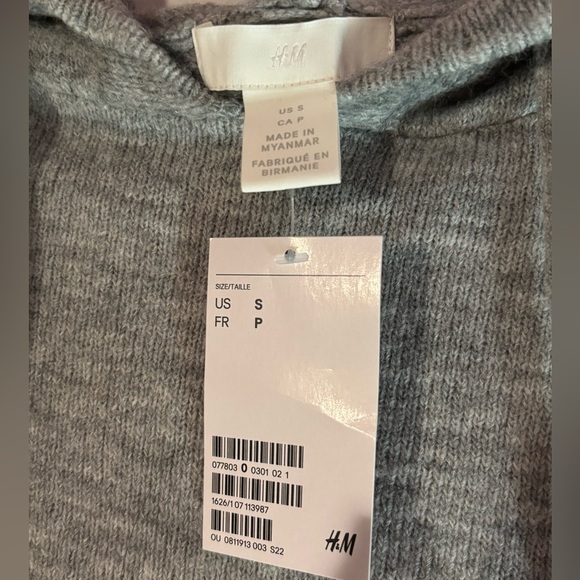 H&M
US S
CA P
MADE IN
MYANMAR
FABRIQUÉ EN
BIRMANIE
SIZE/TAILLE
US S
FR P
077803 0 0301 02 1
1626/1 07 113987
OU 0811913 003 S22
H&M